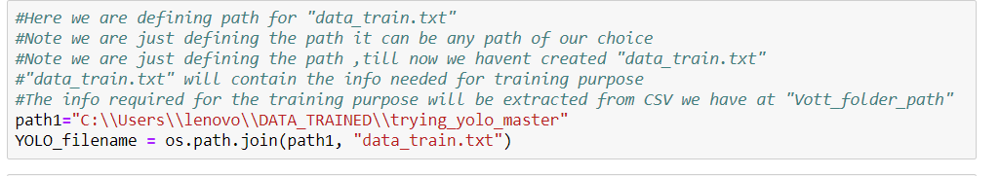 #Here we are defining path for "data_train.txt"
#Note we are just defining the path it can be any path of our choice
#Note we are just defining the path ,till now we havent created "data_train.txt"
#"data_train.txt" will contain the info needed for training purpose
#The info required for the training purpose will be extracted from CSV we have at "Vott_folder_path"
path1="C:\\Users\\lenovo\\DATA_TRAINED\\trying_yolo_master"
YOLO_filename = os.path.join(path1, "data_train.txt")